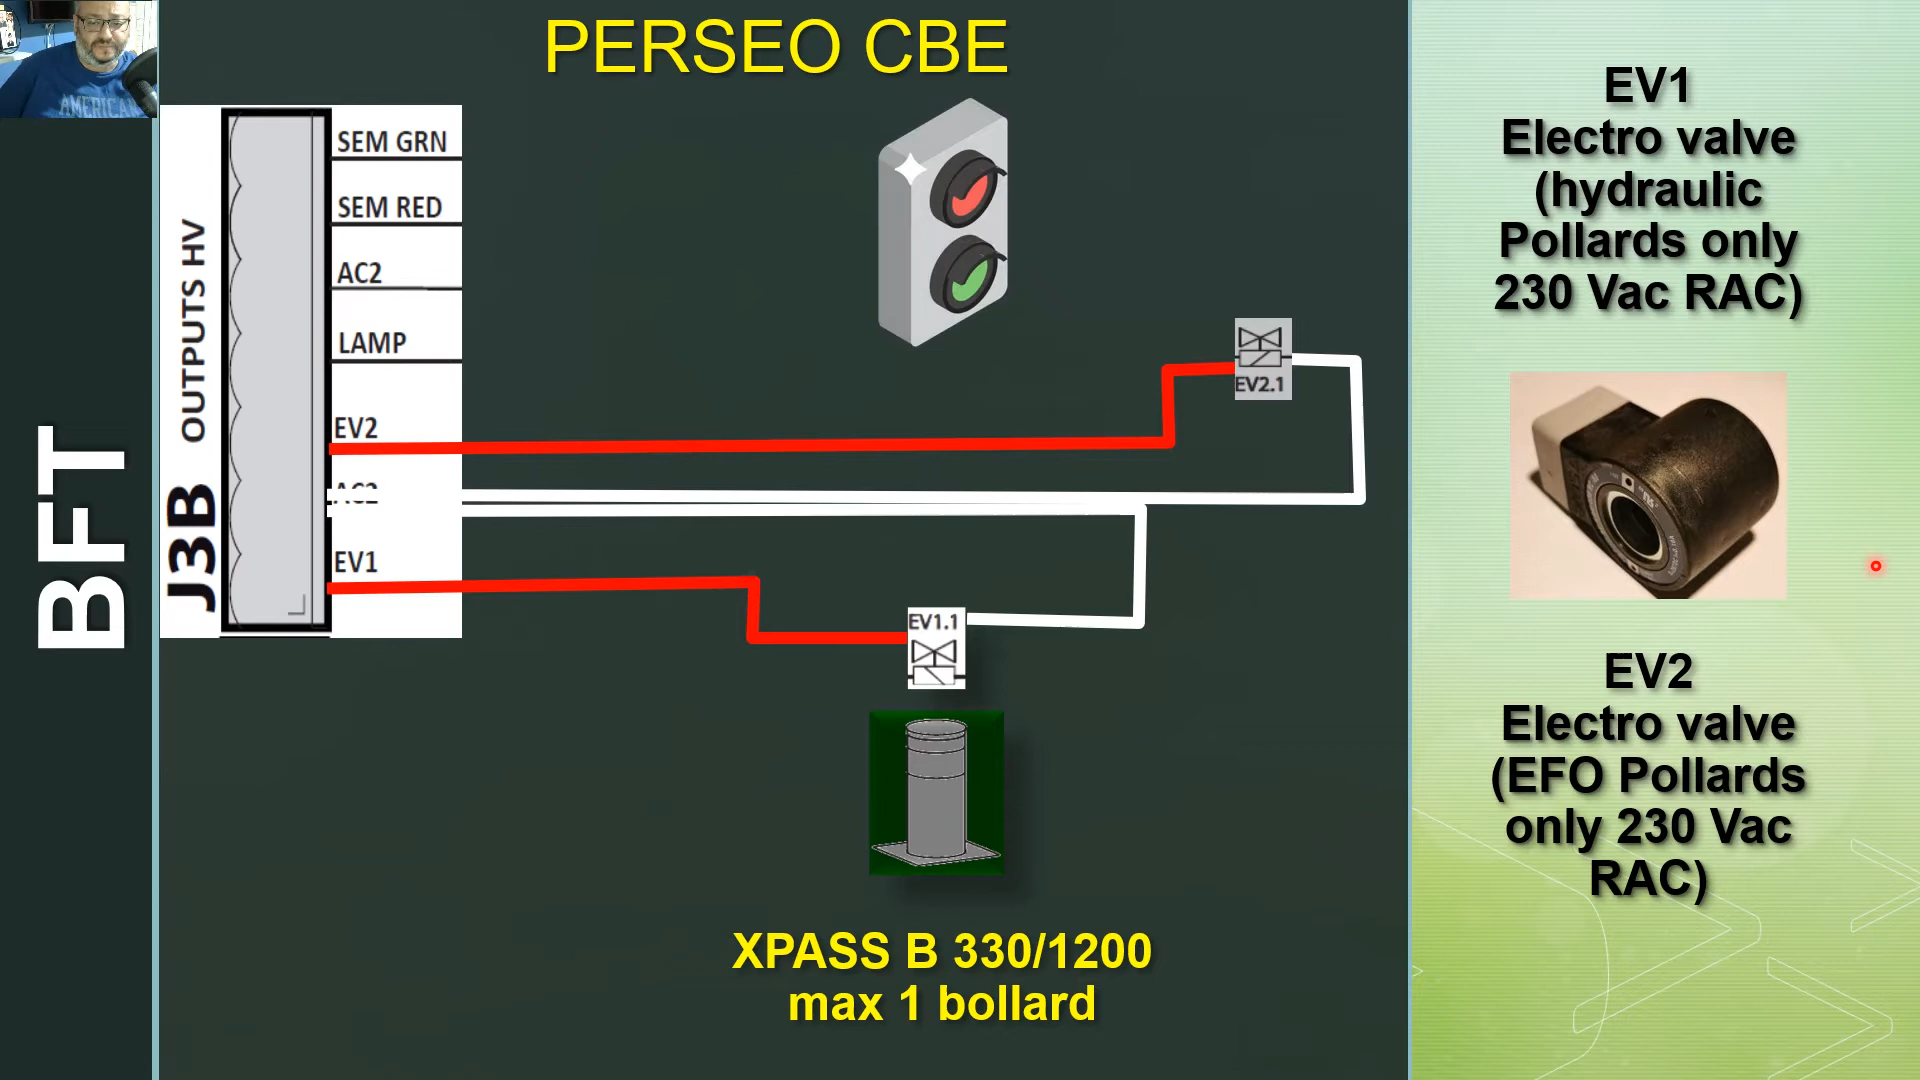 PERSEO CBE
AMERICAN
BFT
J3B
OUTPUTS HV
SEM GRN
SEM RED
AC2
LAMP
EV2
AC2
EV1
EV2.1
EV1.1
XPASS B 330/1200
max 1 bollard
EV1
Electro valve
(hydraulic
Pollards only
230 Vac RAC)
EV2
Electro valve
(EFO Pollards
only 230 Vac
RAC)